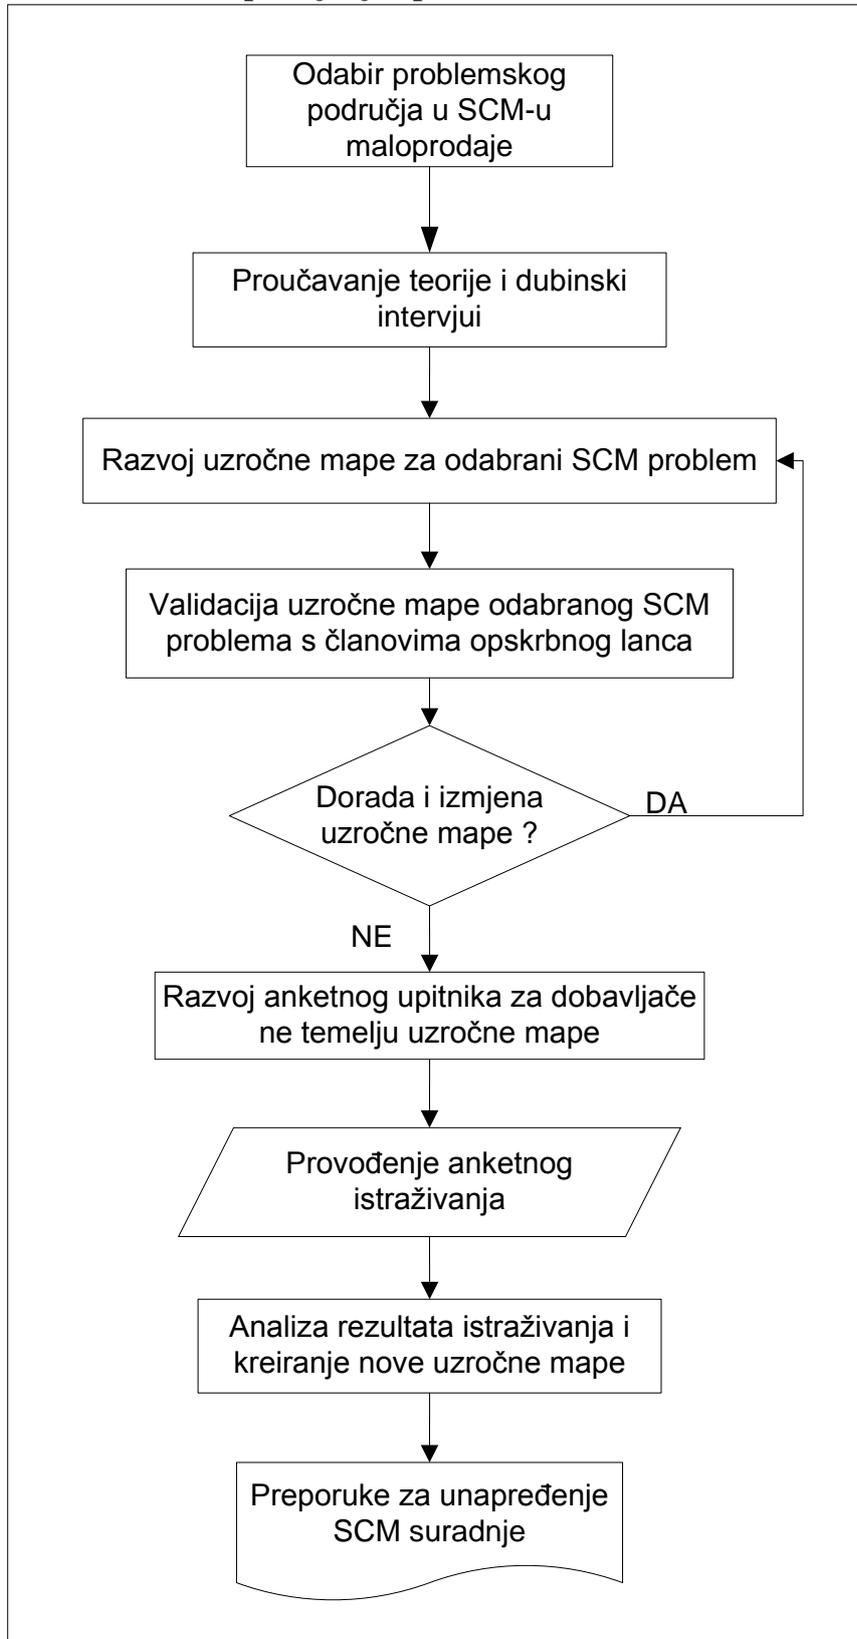 Odabir problemskog
područja u SCM-u
maloprodaje
Proučavanje teorije i dubinski
intervjui
Razvoj uzročne mape za odabrani SCM problem
Validacija uzročne mape odabranog SCM
problema s članovima opskrbnog lanca
Dorada i izmjena
uzročne mape ?
DA
NE
Razvoj anketnog upitnika za dobavljače
ne temelju uzročne mape
Provođenje anketnog
istraživanja
Analiza rezultata istraživanja i
kreiranje nove uzročne mape
Preporuke za unapređenje
SCM suradnje